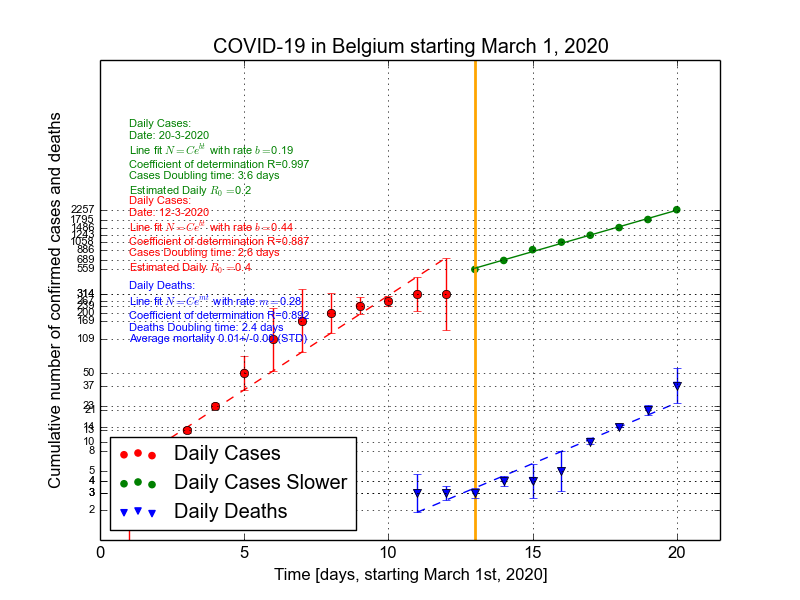 COVID-19 in Belgium starting March 1, 2020
Cumulative number of confirmed cases and deaths
Daily Cases:
Date: 20-3-2020
Line fit N=Ce^{bt} with rate b=0.19
Coefficient of determination R=0.997
Cases Doubling time: 3.6 days
Estimated Daily R_0=0.2
Daily Cases:
Date: 12-3-2020
Line fit N=Ce^{bt} with rate b=0.44
Coefficient of determination R=0.887
Cases Doubling time: 2.6 days
Estimated Daily R_0=0.4
Daily Deaths:
Line fit N=Ce^{mt} with rate m=0.28
Coefficient of determination R=0.892
Deaths Doubling time: 2.4 days
Average mortality 0.01+/- (STD)
2257
1795
1486
1243
1058
886
689
559
314
239
200
169
109
50
37
23
21
14
13
10
8
5
4
3
2
Daily Cases
Daily Cases Slower
Daily Deaths
0 5 10 15 20
Time [days, starting March 1st, 2020]